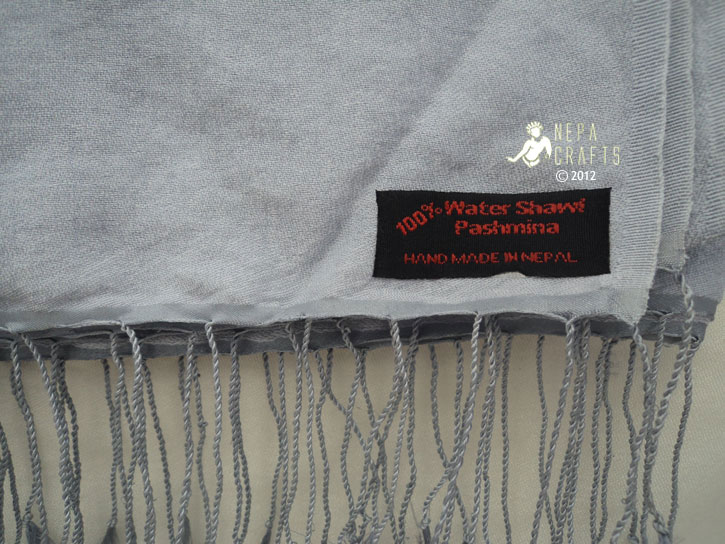 NEPA
CRAFTS
© 2012
100% Water Shawl
Pashmina
HAND MADE IN NEPAL